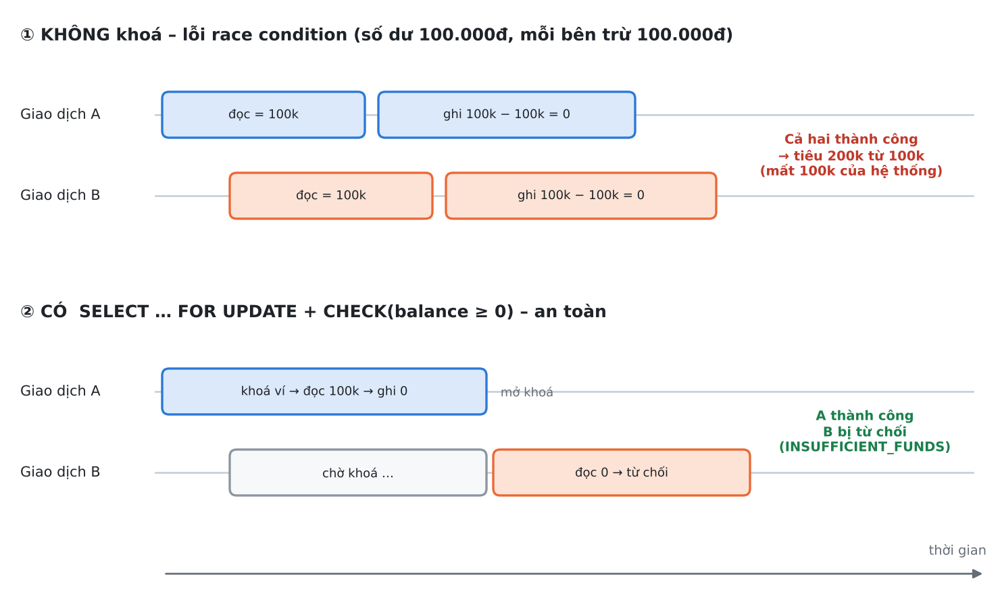 ① KHÔNG khoá – lỗi race condition (số dư 100.000đ, mỗi bên trừ 100.000đ)
Giao dịch A
đọc = 100k
ghi 100k − 100k = 0
Cả hai thành công
→ tiêu 200k từ 100k
(mất 100k của hệ thống)
Giao dịch B
đọc = 100k
ghi 100k − 100k = 0
② CÓ  SELECT … FOR UPDATE + CHECK(balance ≥ 0) – an toàn
Giao dịch A
khoá ví → đọc 100k → ghi 0
mở khoá
A thành công
B bị từ chối
(INSUFFICIENT_FUNDS)
Giao dịch B
chờ khoá …
đọc 0 → từ chối
thời gian